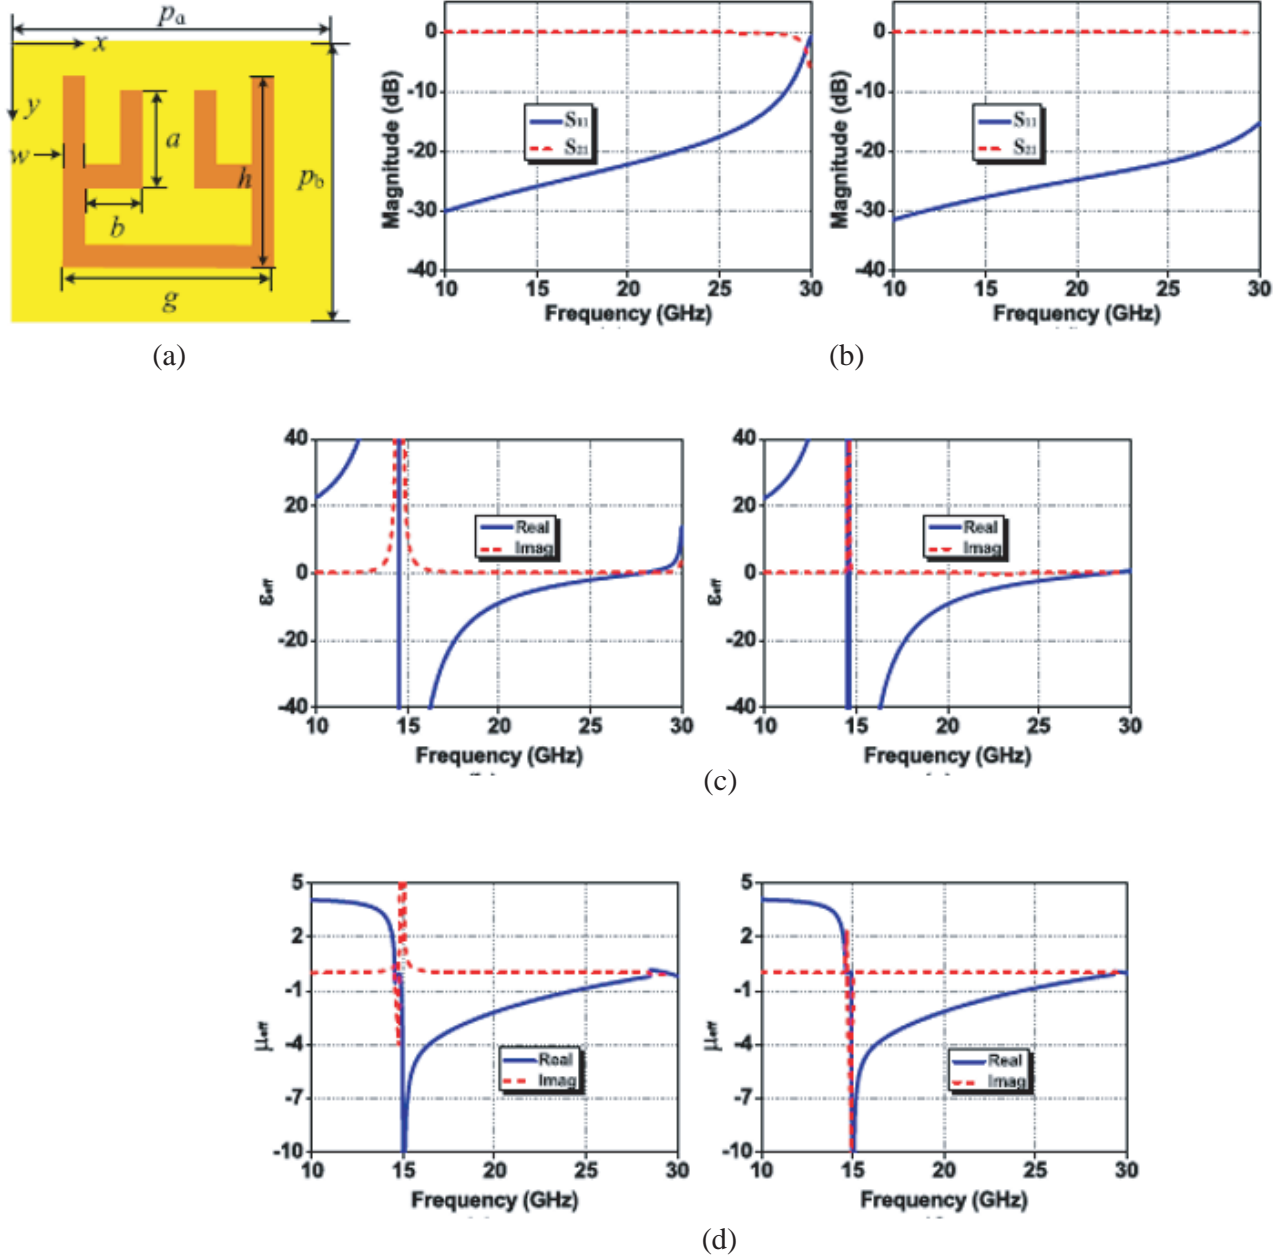 pa
x
y
w
a
h
pb
b
g
(a)
Magnitude (dB)
0
-10
-20
-30
-40
S11
S21
10 15 20 25 30
Frequency (GHz)
Magnitude (dB)
0
-10
-20
-30
-40
S11
S21
10 15 20 25 30
Frequency (GHz)
(b)
εeff
40
20
0
-20
-40
Real
Imag
10 15 20 25 30
Frequency (GHz)
εeff
40
20
0
-20
-40
Real
Imag
10 15 20 25 30
Frequency (GHz)
(c)
μeff
5
2
-1
-4
-7
-10
Real
Imag
10 15 20 25 30
Frequency (GHz)
μeff
5
2
-1
-4
-7
-10
Real
Imag
10 15 20 25 30
Frequency (GHz)
(d)